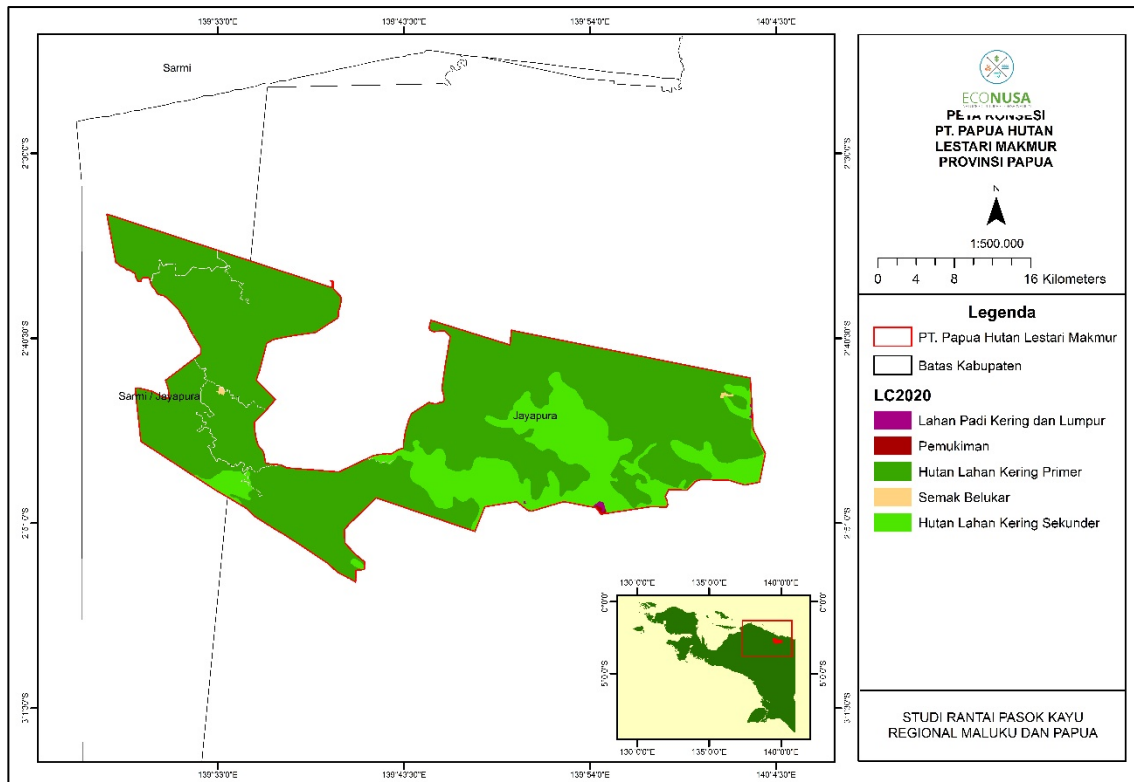 139°33'0"E
139°43'30"E
139°54'0"E
140°4'30"E
Sarmi
2°30'0"S
2°30'0"S
2°40'30"S
2°40'30"S
Sarmi / Jayapura
Jayapura
2°51'0"S
2°51'0"S
3°1'30"S
3°1'30"S
139°33'0"E
139°43'30"E
139°54'0"E
140°4'30"E
130°0'0"E
135°0'0"E
140°0'0"E
0°0'0"
0°0'0"
5°0'0"S
5°0'0"S
130°0'0"E
135°0'0"E
140°0'0"E
ECONUSA
PETA KONSESI
PT. PAPUA HUTAN
LESTARI MAKMUR
PROVINSI PAPUA
N
1:500.000
0 4 8 16 Kilometers
Legenda
PT. Papua Hutan Lestari Makmur
Batas Kabupaten
LC2020
Lahan Padi Kering dan Lumpur
Pemukiman
Hutan Lahan Kering Primer
Semak Belukar
Hutan Lahan Kering Sekunder
STUDI RANTAI PASOK KAYU
REGIONAL MALUKU DAN PAPUA